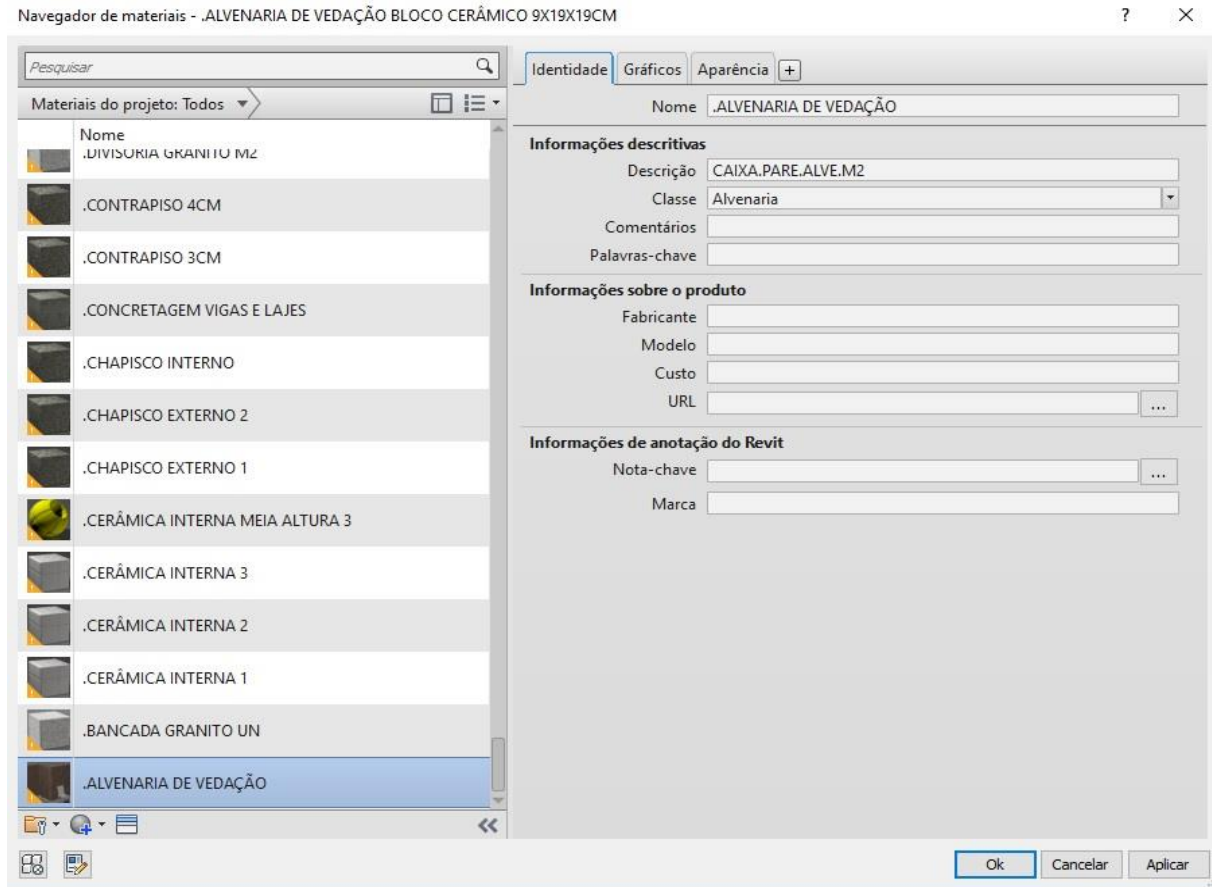 Navegador de materiais - .ALVENARIA DE VEDAÇÃO BLOCO CERÂMICO 9X19X19CM ? X
Pesquisar
Materiais do projeto: Todos
Nome
.DIVISORIA GRANITO M2
.CONTRAPISO 4CM
.CONTRAPISO 3CM
.CONCRETAGEM VIGAS E LAJES
.CHAPISCO INTERNO
.CHAPISCO EXTERNO 2
.CHAPISCO EXTERNO 1
.CERÂMICA INTERNA MEIA ALTURA 3
.CERÂMICA INTERNA 3
.CERÂMICA INTERNA 2
.CERÂMICA INTERNA 1
.BANCADA GRANITO UN
.ALVENARIA DE VEDAÇÃO
Identidade Gráficos Aparência +
Nome .ALVENARIA DE VEDAÇÃO
Informações descritivas
Descrição CAIXA.PARE.ALVE.M2
Classe Alvenaria
Comentários
Palavras-chave
Informações sobre o produto
Fabricante
Modelo
Custo
URL ...
Informações de anotação do Revit
Nota-chave ...
Marca
Ok Cancelar Aplicar